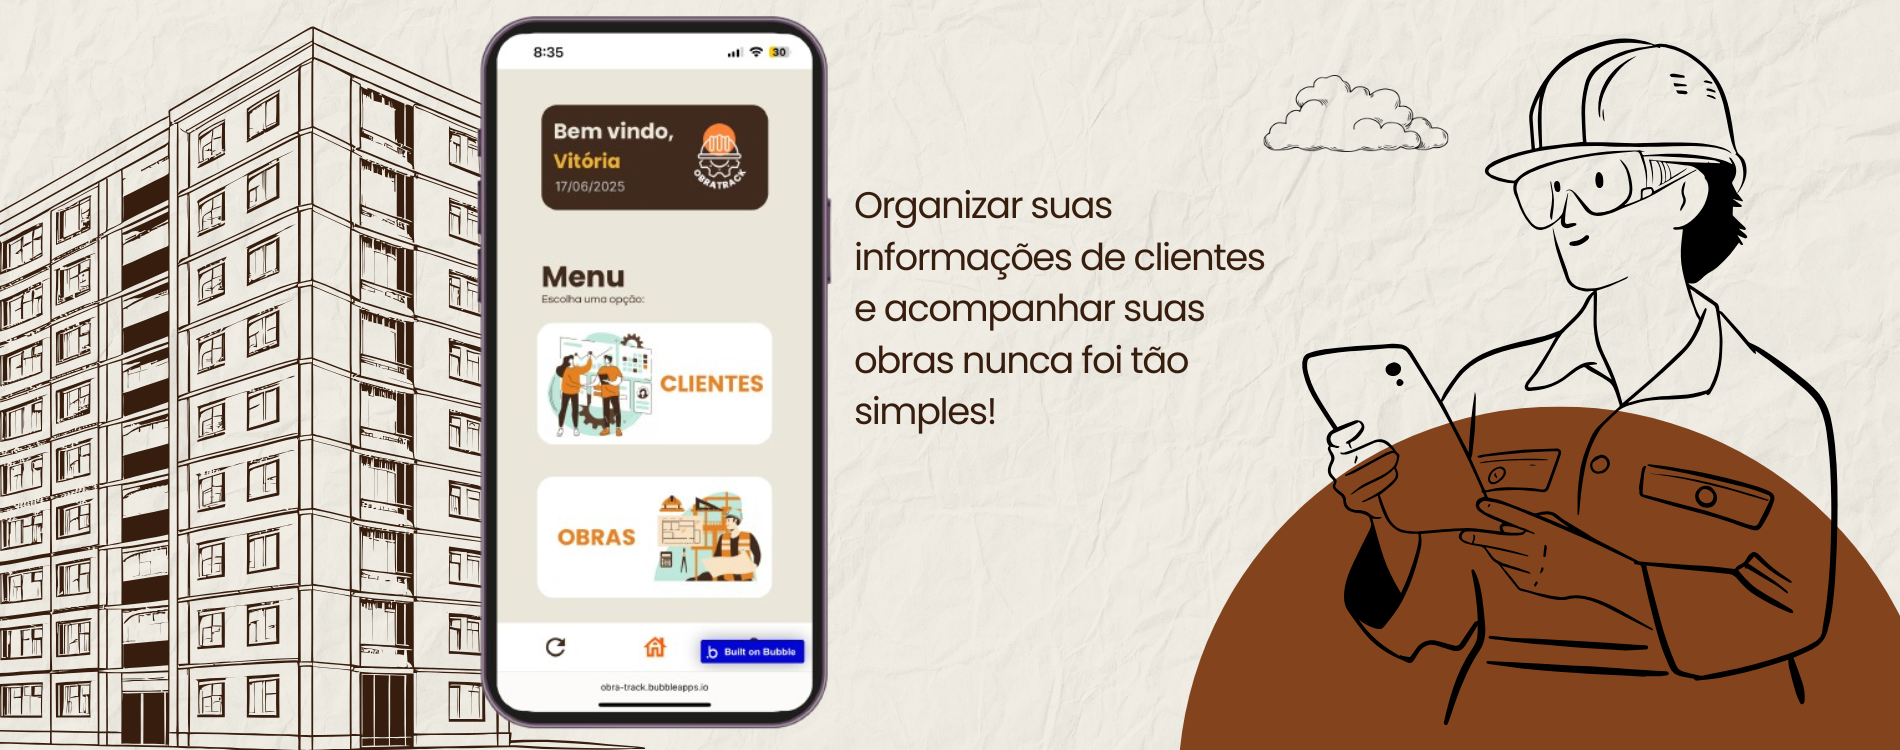 8:35
30
Bem vindo,
Vitória
17/06/2025
OBRATRACK
Menu
Escolha uma opção:
CLIENTES
OBRAS
b Built on Bubble
obra-track.bubbleapps.io
Organizar suas
informações de clientes
e acompanhar suas
obras nunca foi tão
simples!